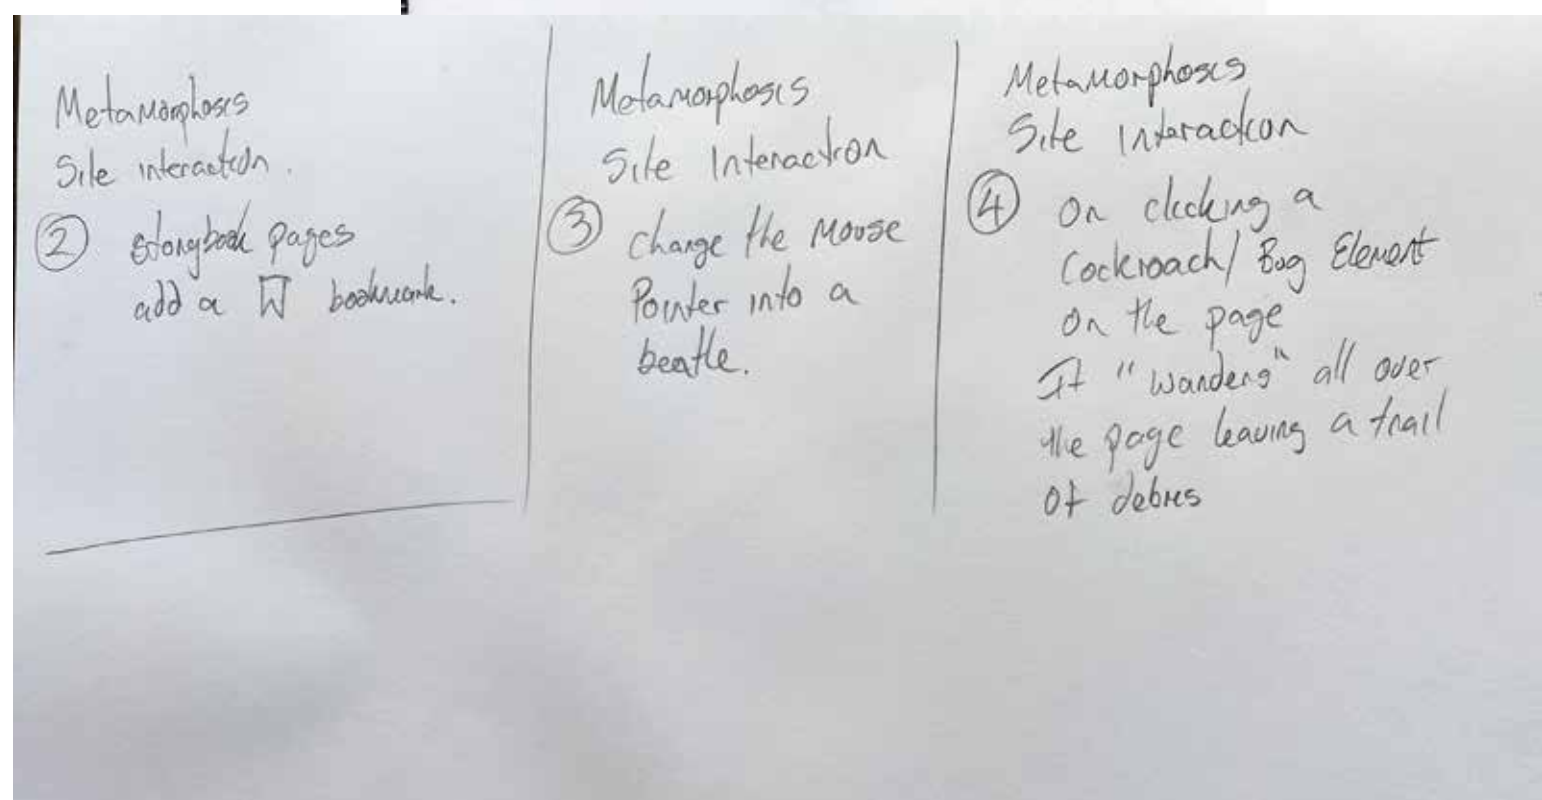 Metamorphosis
Site interaction.
2 storybook pages
add a bookmark.
Metamorphosis
Site Interaction
3 change the mouse
Pointer into a
beatle.
Metamorphosis
Site Interaction
4 On clicking a
Cockroach/Bug Element
on the page
It "wanders" all over
the page leaving a trail
of debres